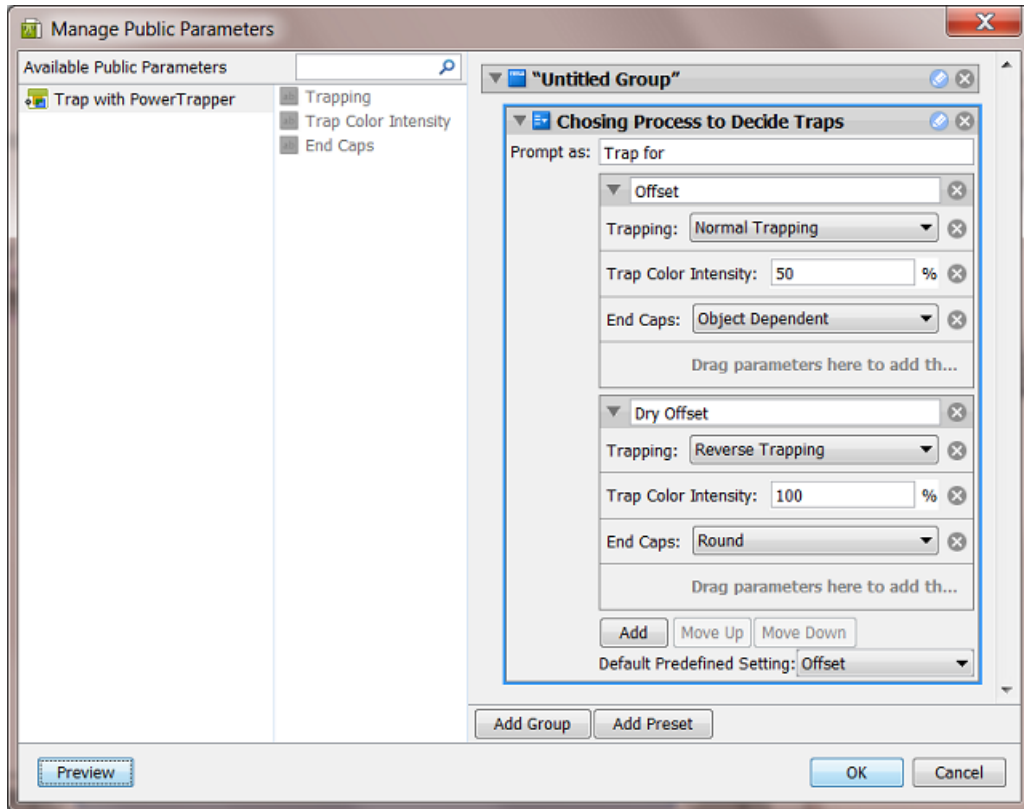 Manage Public Parameters
Available Public Parameters
Trap with PowerTrapper
Trapping
Trap Color Intensity
End Caps
“Untitled Group”
Chosing Process to Decide Traps
Prompt as: Trap for
Offset
Trapping: Normal Trapping
Trap Color Intensity: 50 %
End Caps: Object Dependent
Drag parameters here to add th...
Dry Offset
Trapping: Reverse Trapping
Trap Color Intensity: 100 %
End Caps: Round
Drag parameters here to add th...
Add Move Up Move Down
Default Predefined Setting: Offset
Add Group Add Preset
Preview OK Cancel